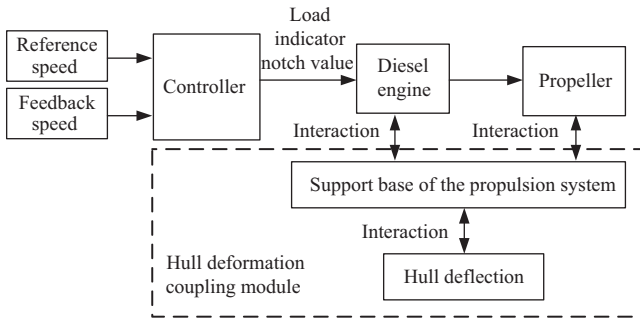 Reference
speed
Feedback
speed
Controller
Load
indicator
notch value
Diesel
engine
Propeller
Interaction
Interaction
Support base of the propulsion system
Interaction
Hull deflection
Hull deformation
coupling module